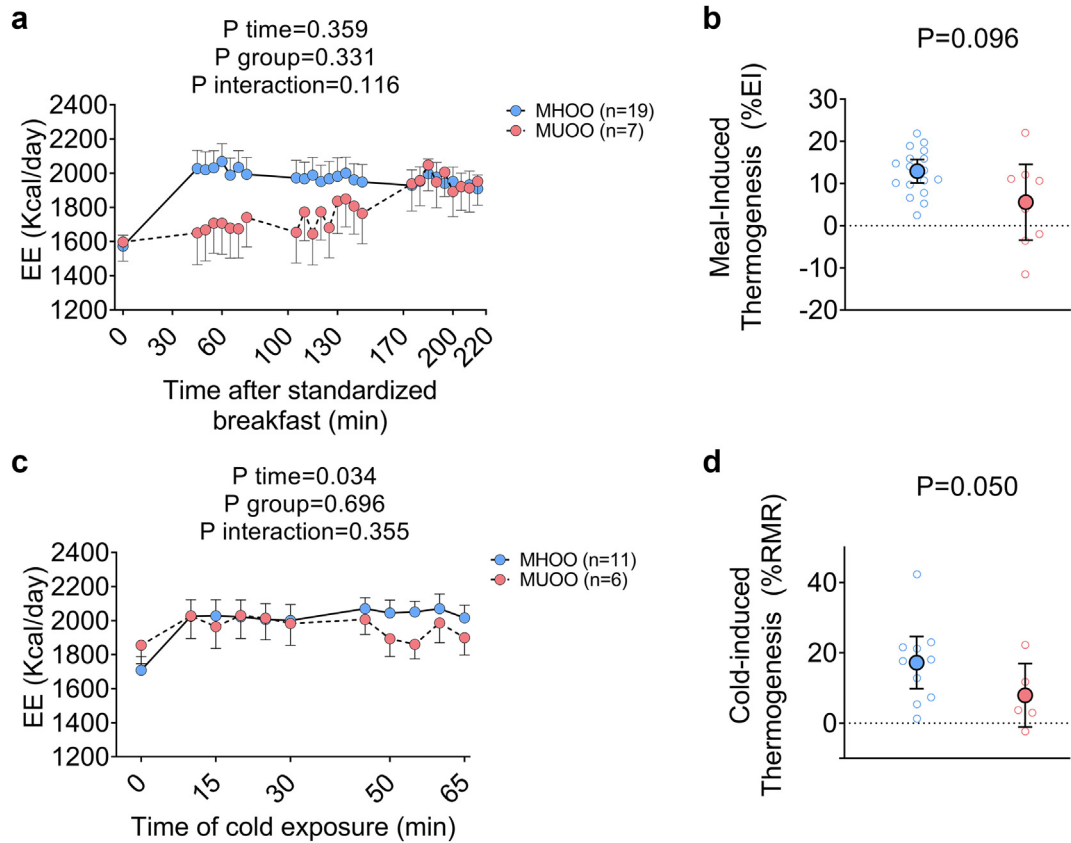 a
P time=0.359
P group=0.331
P interaction=0.116
MHOO (n=19)
MUOO (n=7)
EE (Kcal/day)
2400
2200
2000
1800
1600
1400
1200
0
30
60
100
130
170
200
220
Time after standardized
breakfast (min)
b
P=0.096
Meal-Induced
Thermogenesis (%EI)
30
20
10
0
-10
-20
c
P time=0.034
P group=0.696
P interaction=0.355
MHOO (n=11)
MUOO (n=6)
EE (Kcal/day)
2400
2200
2000
1800
1600
1400
1200
0
15
30
50
65
Time of cold exposure (min)
d
P=0.050
Cold-induced
Thermogenesis (%RMR)
40
20
0